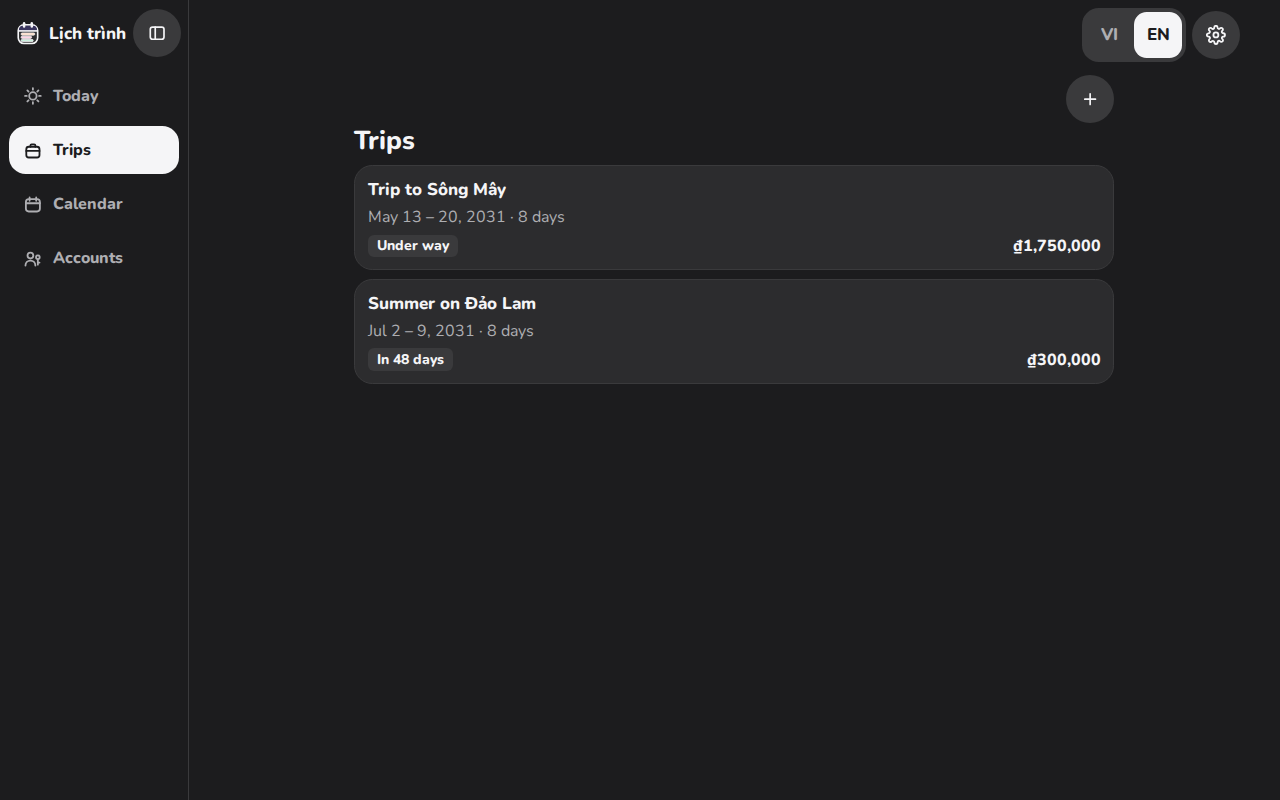 Lịch trình
VI
EN
Today
Trips
Calendar
Accounts
Trips
Trip to Sông Mây
May 13 – 20, 2031 · 8 days
Under way
₫1,750,000
Summer on Đảo Lam
Jul 2 – 9, 2031 · 8 days
In 48 days
₫300,000